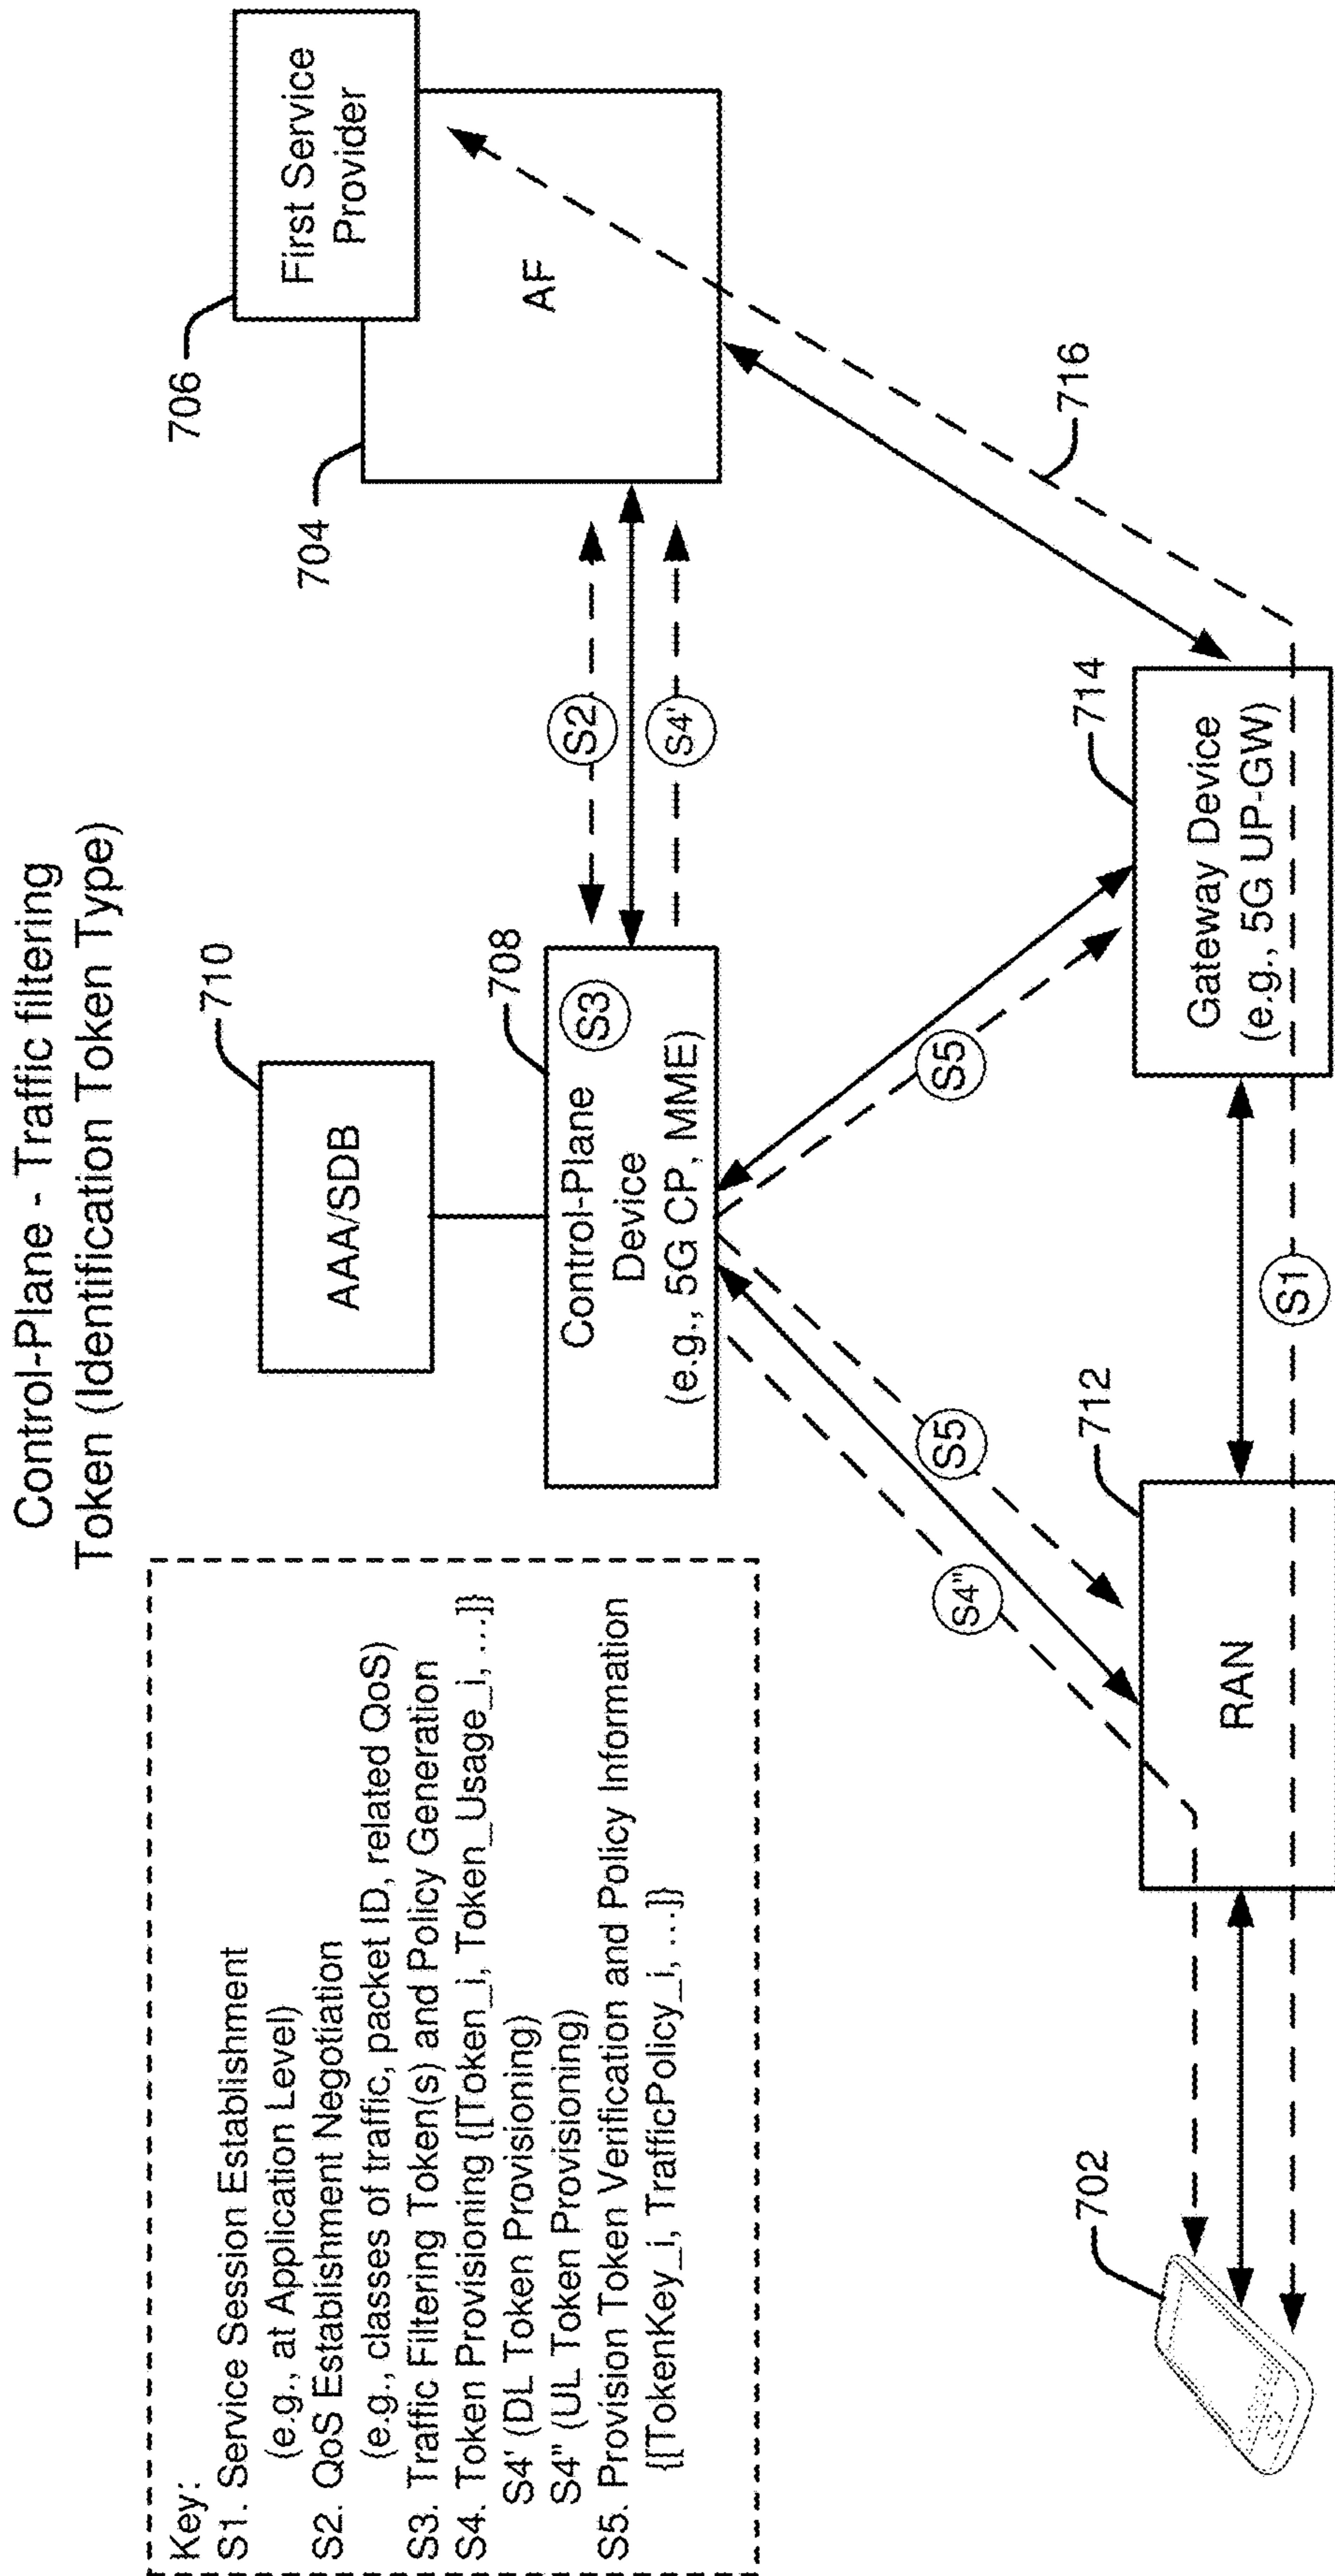 Control-Plane - Traffic filtering
Token (Identification Token Type)
Key:
S1. Service Session Establishment
(e.g., at Application Level)
S2. QoS Establishment Negotiation
(e.g., classes of traffic, packet ID, related QoS)
S3. Traffic Filtering Token(s) and Policy Generation
S4. Token Provisioning {[Token_i, Token_Usage_i, …]}
S4' (DL Token Provisioning)
S4" (UL Token Provisioning)
S5. Provision Token Verification and Policy Information
{[TokenKey_i, TrafficPolicy_i, …]}
710
AAA/SDB
708
Control-Plane
Device
(e.g., 5G CP, MME)
S3
S2
S4'
706
First Service
Provider
704
AF
S4"
S5
S5
716
702
712
RAN
S1
714
Gateway Device
(e.g., 5G UP-GW)